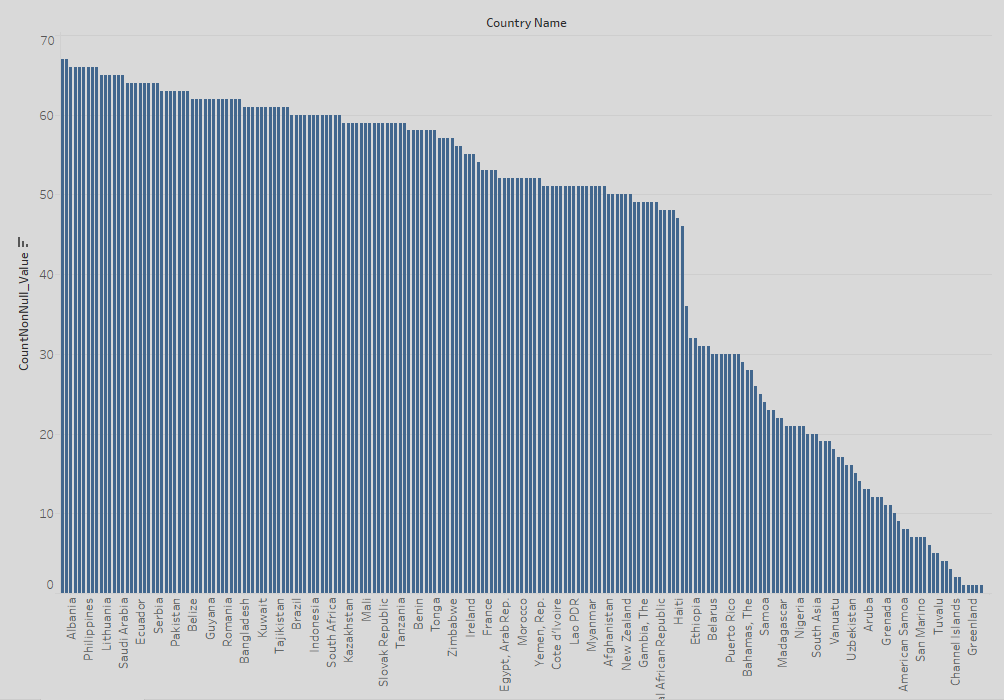 Country Name
70
60
50
40
30
20
10
0
CountNonNull_Value
Albania
Philippines
Lithuania
Saudi Arabia
Ecuador
Serbia
Pakistan
Belize
Guyana
Romania
Bangladesh
Kuwait
Tajikistan
Brazil
Indonesia
South Africa
Kazakhstan
Mali
Slovak Republic
Tanzania
Benin
Tonga
Zimbabwe
Ireland
France
Egypt, Arab Rep.
Morocco
Yemen, Rep.
Cote d'Ivoire
Lao PDR
Myanmar
Afghanistan
New Zealand
Gambia, The
al African Republic
Haiti
Ethiopia
Belarus
Puerto Rico
Bahamas, The
Samoa
Madagascar
Nigeria
South Asia
Vanuatu
Uzbekistan
Aruba
Grenada
American Samoa
San Marino
Tuvalu
Channel Islands
Greenland